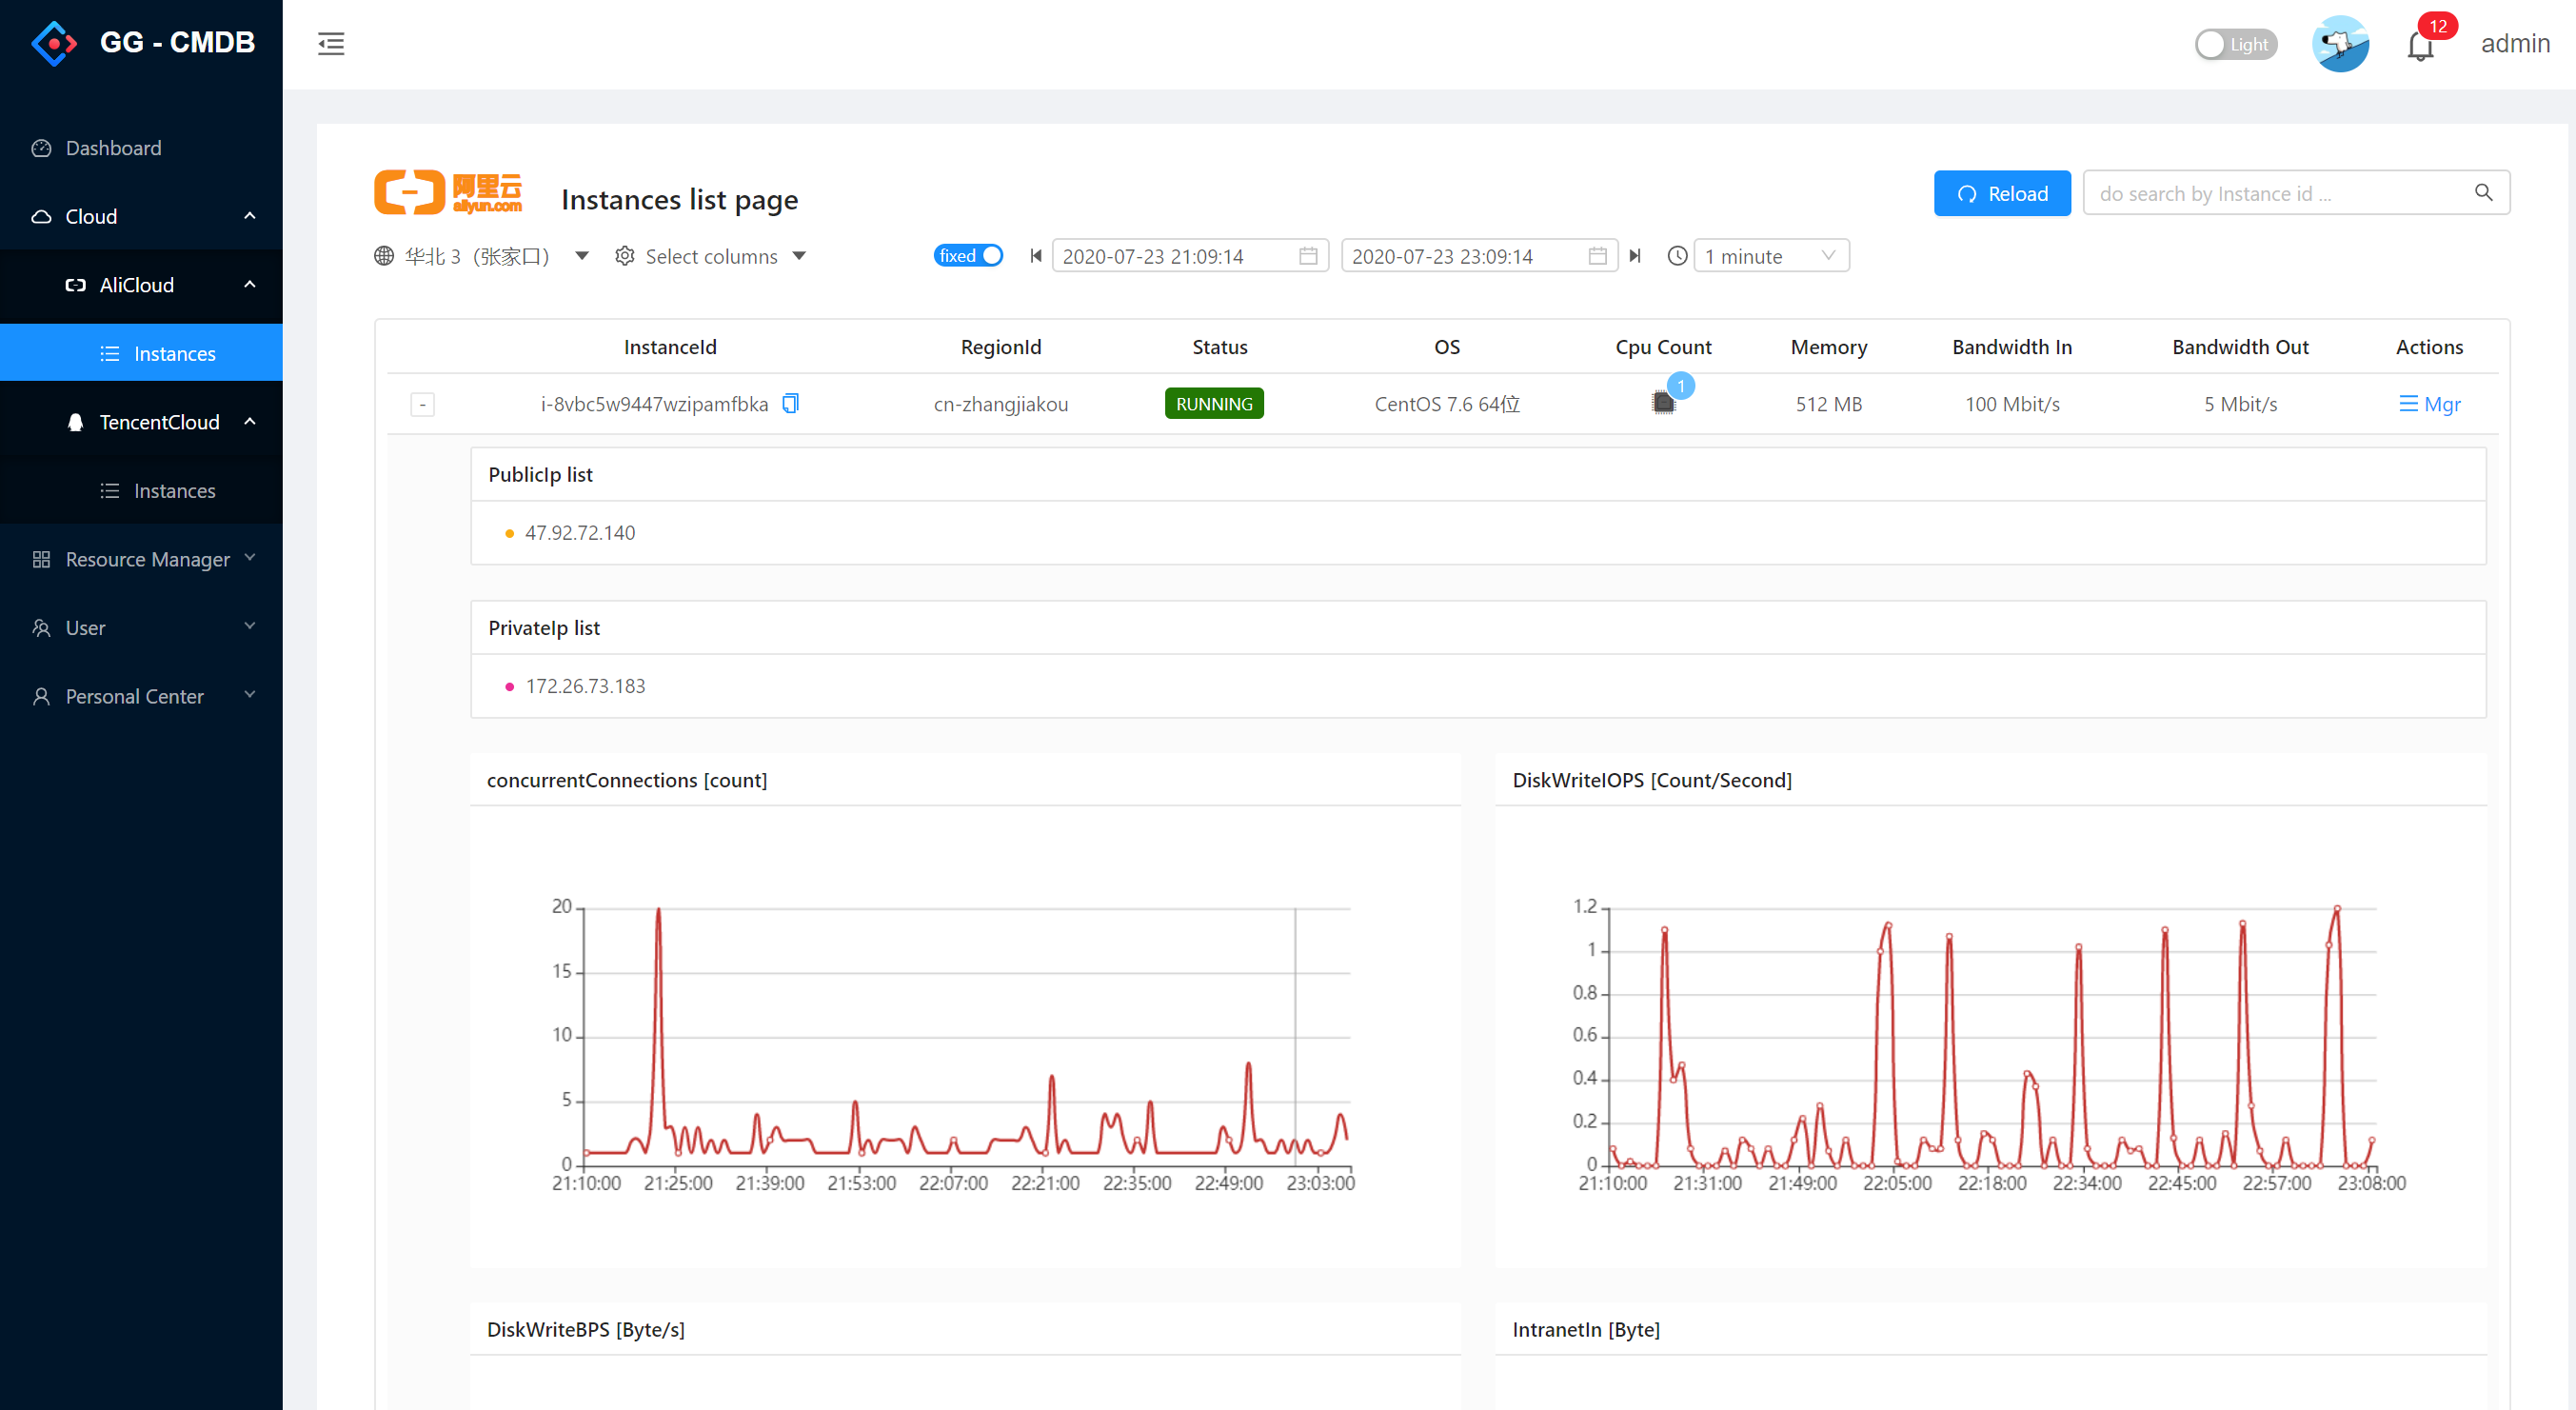 GG - CMDB
Light
12
admin
Dashboard
Cloud
AliCloud
Instances
TencentCloud
Instances
Resource Manager
User
Personal Center
阿里云
aliyun.com
Instances list page
Reload
do search by Instance id ...
华北 3（张家口）
Select columns
fixed
2020-07-23 21:09:14
2020-07-23 23:09:14
1 minute
InstanceId RegionId Status OS Cpu Count Memory Bandwidth In Bandwidth Out Actions
- i-8vbc5w9447wzipamfbka cn-zhangjiakou RUNNING CentOS 7.6 64位 1 512 MB 100 Mbit/s 5 Mbit/s Mgr
PublicIp list
47.92.72.140
PrivateIp list
172.26.73.183
concurrentConnections [count]
20
15
10
5
0
21:10:00 21:25:00 21:39:00 21:53:00 22:07:00 22:21:00 22:35:00 22:49:00 23:03:00
DiskWriteIOPS [Count/Second]
1.2
1
0.8
0.6
0.4
0.2
0
21:10:00 21:31:00 21:49:00 22:05:00 22:18:00 22:34:00 22:45:00 22:57:00 23:08:00
DiskWriteBPS [Byte/s]
IntranetIn [Byte]